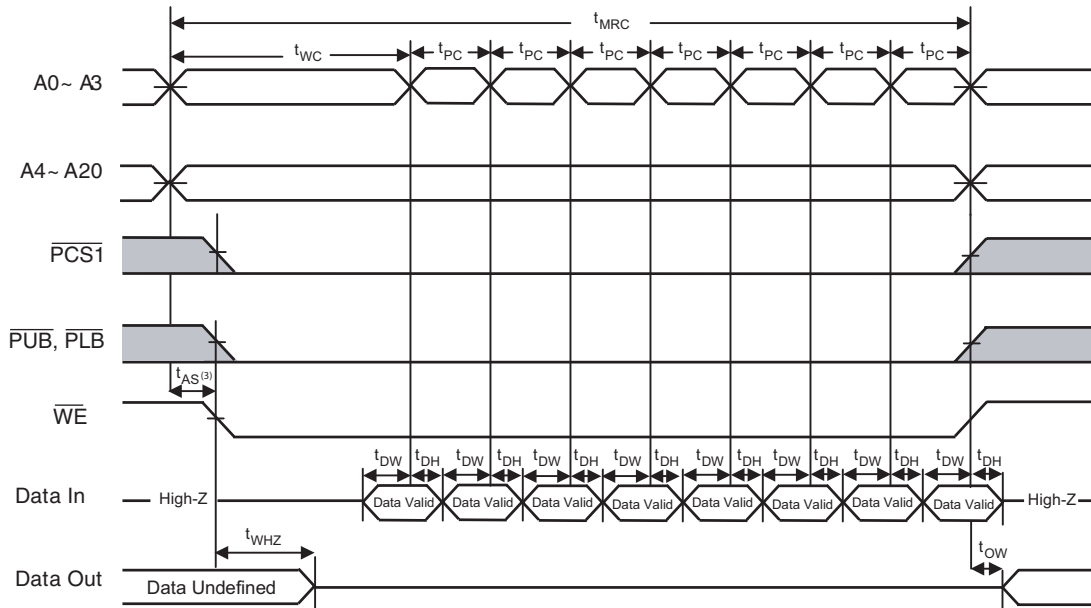 tMRC
tWC tPC tPC tPC tPC tPC tPC tPC
A0~ A3
A4~ A20
PCS1
PUB, PLB
tAS(3)
WE
tDW tDH tDW tDH tDW tDH tDW tDH tDW tDH tDW tDH tDW tDH tDW tDH
Data In High-Z Data Valid Data Valid Data Valid Data Valid Data Valid Data Valid Data Valid Data Valid High-Z
tWHZ tOW
Data Out Data Undefined